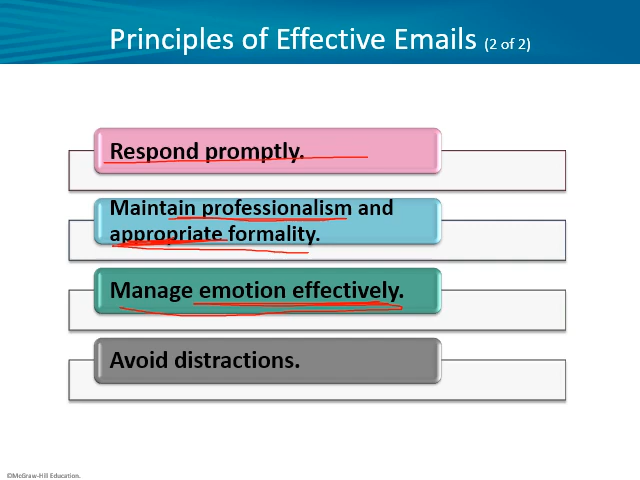 Principles of Effective Emails (2 of 2)
Respond promptly.
Maintain professionalism and
appropriate formality.
Manage emotion effectively.
Avoid distractions.
©McGraw-Hill Education.